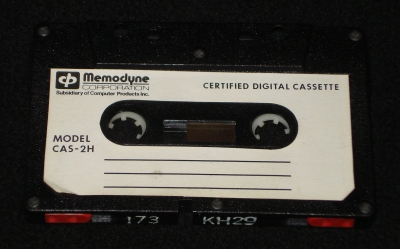 Memodyne
CORPORATION
Subsidiary of Computer Products Inc.
CERTIFIED DIGITAL CASSETTE
MODEL
CAS-2H
173 KH29